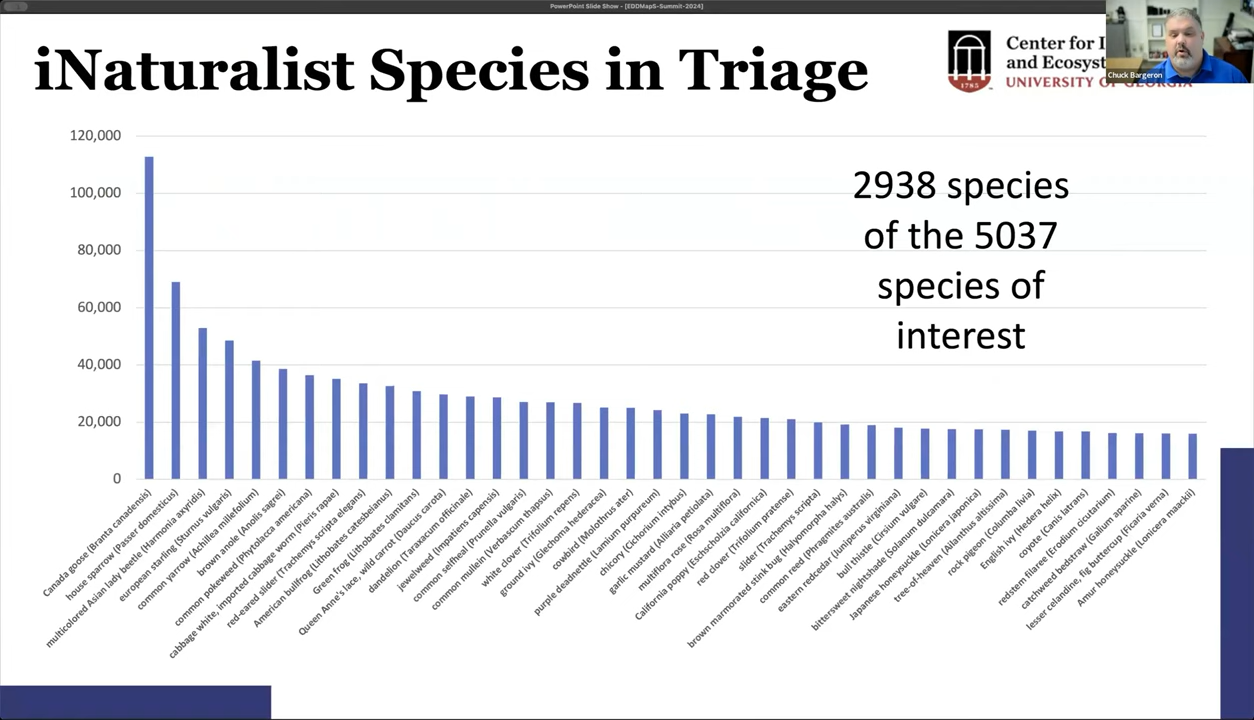 PowerPoint Slide Show - [EDDMapS-Summit-2024]
iNaturalist Species in Triage
Center for I
and Ecosyst
UNIVERSITY OF GEORGIA
1785
Chuck Bargeron
120,000
100,000
80,000
60,000
40,000
20,000
0
2938 species
of the 5037
species of
interest
Canada goose (Branta canadensis)
house sparrow (Passer domesticus)
multicolored Asian lady beetle (Harmonia axyridis)
european starling (Sturnus vulgaris)
common yarrow (Achillea millefolium)
brown anole (Anolis sagrei)
common pokeweed (Phytolacca americana)
cabbage white, imported cabbage worm (Pieris rapae)
red-eared slider (Trachemys scripta elegans)
American bullfrog (Lithobates catesbeianus)
Green frog (Lithobates clamitans)
Queen Anne's lace, wild carrot (Daucus carota)
dandelion (Taraxacum officinale)
jewelweed (Impatiens capensis)
common selfheal (Prunella vulgaris)
common mullein (Verbascum thapsus)
white clover (Trifolium repens)
ground ivy (Glechoma hederacea)
cowbird (Molothrus ater)
purple deadnettle (Lamium purpureum)
chicory (Cichorium intybus)
garlic mustard (Alliaria petiolata)
multiflora rose (Rosa multiflora)
California poppy (Eschscholzia californica)
red clover (Trifolium pratense)
slider (Trachemys scripta)
brown marmorated stink bug (Halyomorpha halys)
common reed (Phragmites australis)
eastern redcedar (Juniperus virginiana)
bull thistle (Cirsium vulgare)
bittersweet nightshade (Solanum dulcamara)
Japanese honeysuckle (Lonicera japonica)
tree-of-heaven (Ailanthus altissima)
rock pigeon (Columba livia)
English ivy (Hedera helix)
coyote (Canis latrans)
redstem filaree (Erodium cicutarium)
catchweed bedstraw (Galium aparine)
lesser celandine, fig buttercup (Ficaria verna)
Amur honeysuckle (Lonicera maackii)